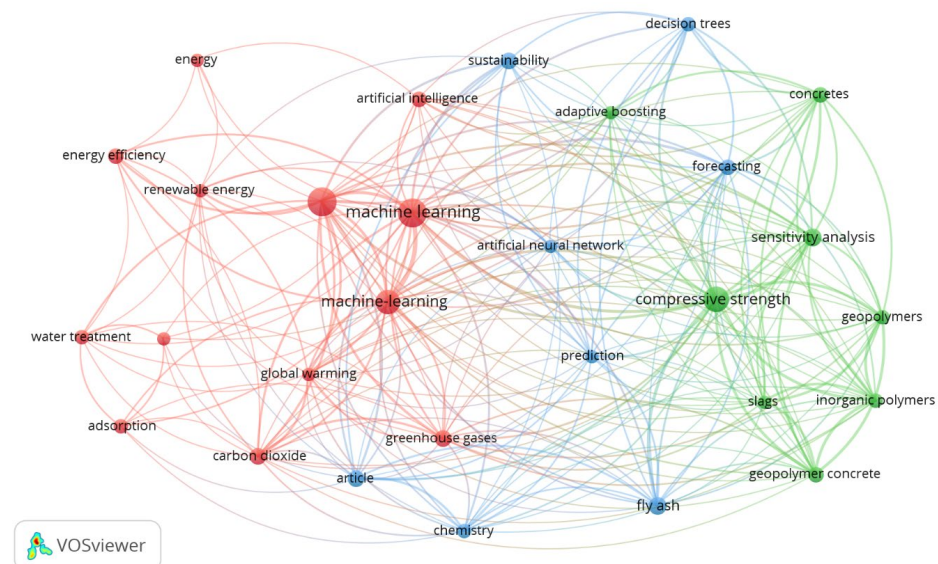 decision trees
energy
sustainability
artificial intelligence
concretes
adaptive boosting
energy efficiency
forecasting
renewable energy
machine learning
sensitivity analysis
artificial neural network
machine-learning
compressive strength
geopolymers
water treatment
prediction
global warming
slags
inorganic polymers
adsorption
greenhouse gases
carbon dioxide
geopolymer concrete
article
fly ash
chemistry
VOSviewer